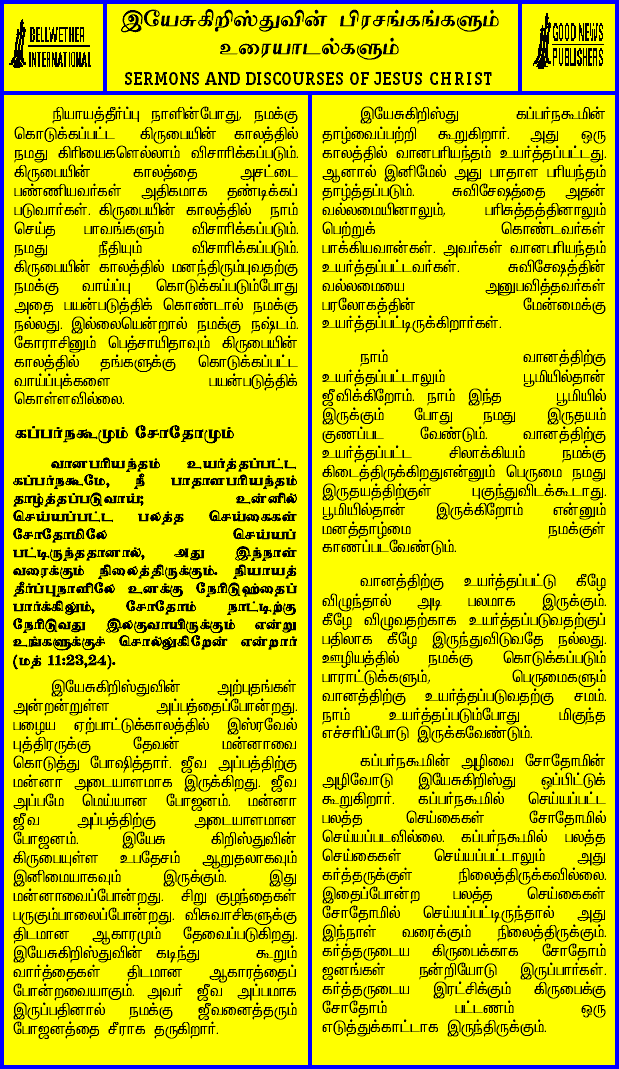 BELLWETHER
INTERNATIONAL
இயேசுகிறிஸ்துவின் பிரசங்கங்களும்
உரையாடல்களும்
SERMONS AND DISCOURSES OF JESUS CHRIST
GOOD NEWS
PUBLISHERS
நியாயத்தீர்ப்பு நாளின்போது, நமக்கு
கொடுக்கப்பட்ட கிருபையின் காலத்தில்
நமது கிரியைகளெல்லாம் விசாரிக்கப்படும்.
கிருபையின் காலத்தை அசட்டை
பண்ணியவர்கள் அதிகமாக தண்டிக்கப்
படுவார்கள். கிருபையின் காலத்தில் நாம்
செய்த பாவங்களும் விசாரிக்கப்படும்.
நமது நீதியும் விசாரிக்கப்படும்.
கிருபையின் காலத்தில் மனந்திரும்புவதற்கு
நமக்கு வாய்ப்பு கொடுக்கப்படும்போது
அதை பயன்படுத்திக் கொண்டால் நமக்கு
நல்லது. இல்லையென்றால் நமக்கு நஷ்டம்.
கோராசினும் பெத்சாயிதாவும் கிருபையின்
காலத்தில் தங்களுக்கு கொடுக்கப்பட்ட
வாய்ப்புக்களை பயன்படுத்திக்
கொள்ளவில்லை.
கப்பர்நகூமும் சோதோமும்
வானபரியந்தம் உயர்த்தப்பட்ட
கப்பர்நகூமே, நீ பாதாளபரியந்தம்
தாழ்த்தப்படுவாய்; உன்னில்
செய்யப்பட்ட பலத்த செய்கைகள்
சோதோமிலே செய்யப்
பட்டிருந்ததானால், அது இந்நாள்
வரைக்கும் நிலைத்திருக்கும். நியாயத்
தீர்ப்புநாளிலே உனக்கு நேரிடுவதைப்
பார்க்கிலும், சோதோம் நாட்டிற்கு
நேரிடுவது இலகுவாயிருக்கும் என்று
உங்களுக்குச் சொல்லுகிறேன் என்றார்
(மத் 11:23,24).
இயேசுகிறிஸ்துவின் அற்புதங்கள்
அன்றன்றுள்ள அப்பத்தைப்போன்றது.
பழைய ஏற்பாட்டுக்காலத்தில் இஸ்ரவேல்
புத்திரருக்கு தேவன் மன்னாவை
கொடுத்து போஷித்தார். ஜீவ அப்பத்திற்கு
மன்னா அடையாளமாக இருக்கிறது. ஜீவ
அப்பமே மெய்யான போஜனம். மன்னா
ஜீவ அப்பத்திற்கு அடையாளமான
போஜனம். இயேசு கிறிஸ்துவின்
கிருபையுள்ள உபதேசம் ஆறுதலாகவும்
இனிமையாகவும் இருக்கும். இது
மன்னாவைப்போன்றது. சிறு குழந்தைகள்
பருகும்பாலைப்போன்றது. விசுவாசிகளுக்கு
திடமான ஆகாரமும் தேவைப்படுகிறது.
இயேசுகிறிஸ்துவின் கடிந்து கூறும்
வார்த்தைகள் திடமான ஆகாரத்தைப்
போன்றவையாகும். அவர் ஜீவ அப்பமாக
இருப்பதினால் நமக்கு ஜீவனைத்தரும்
போஜனத்தை சீராக தருகிறார்.
இயேசுகிறிஸ்து கப்பர்நகூமின்
தாழ்வைப்பற்றி கூறுகிறார். அது ஒரு
காலத்தில் வானபரியந்தம் உயர்த்தப்பட்டது.
ஆனால் இனிமேல் அது பாதாள பரியந்தம்
தாழ்த்தப்படும். சுவிசேஷத்தை அதன்
வல்லமையினாலும், பரிசுத்தத்தினாலும்
பெற்றுக் கொண்டவர்கள்
பாக்கியவான்கள். அவர்கள் வானபரியந்தம்
உயர்த்தப்பட்டவர்கள். சுவிசேஷத்தின்
வல்லமையை அனுபவித்தவர்கள்
பரலோகத்தின் மேன்மைக்கு
உயர்த்தப்பட்டிருக்கிறார்கள்.
நாம் வானத்திற்கு
உயர்த்தப்பட்டாலும் பூமியில்தான்
ஜீவிக்கிறோம். நாம் இந்த பூமியில்
இருக்கும் போது நமது இருதயம்
குணப்பட வேண்டும். வானத்திற்கு
உயர்த்தப்பட்ட சிலாக்கியம் நமக்கு
கிடைத்திருக்கிறதுஎன்னும் பெருமை நமது
இருதயத்திற்குள் புகுந்துவிடக்கூடாது.
பூமியில்தான் இருக்கிறோம் என்னும்
மனத்தாழ்மை நமக்குள்
காணப்படவேண்டும்.
வானத்திற்கு உயர்த்தப்பட்டு கீழே
விழுந்தால் அடி பலமாக இருக்கும்.
கீழே விழுவதற்காக உயர்த்தப்படுவதற்குப்
பதிலாக கீழே இருந்துவிடுவதே நல்லது.
ஊழியத்தில் நமக்கு கொடுக்கப்படும்
பாராட்டுக்களும், பெருமைகளும்
வானத்திற்கு உயர்த்தப்படுவதற்கு சமம்.
நாம் உயர்த்தப்படும்போது மிகுந்த
எச்சரிப்போடு இருக்கவேண்டும்.
கப்பர்நகூமின் அழிவை சோதோமின்
அழிவோடு இயேசுகிறிஸ்து ஒப்பிட்டுக்
கூறுகிறார். கப்பர்நகூமில் செய்யப்பட்ட
பலத்த செய்கைகள் சோதோமில்
செய்யப்படவில்லை. கப்பர்நகூமில் பலத்த
செய்கைகள் செய்யப்பட்டாலும் அது
கர்த்தருக்குள் நிலைத்திருக்கவில்லை.
இதைப்போன்ற பலத்த செய்கைகள்
சோதோமில் செய்யப்பட்டிருந்தால் அது
இந்நாள் வரைக்கும் நிலைத்திருக்கும்.
கர்த்தருடைய கிருபைக்காக சோதோம்
ஜனங்கள் நன்றியோடு இருப்பார்கள்.
கர்த்தருடைய இரட்சிக்கும் கிருபைக்கு
சோதோம் பட்டணம் ஒரு
எடுத்துக்காட்டாக இருந்திருக்கும்.